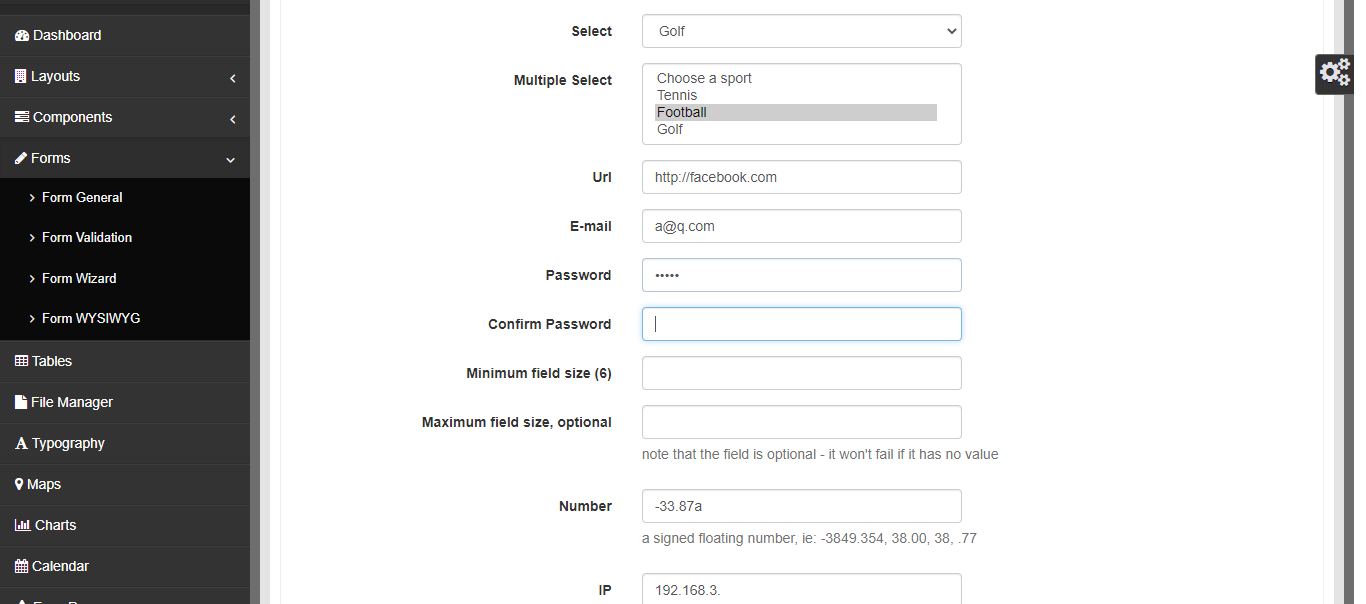 Dashboard
Layouts
Components
Forms
Form General
Form Validation
Form Wizard
Form WYSIWYG
Tables
File Manager
Typography
Maps
Charts
Calendar
Select Golf
Multiple Select Choose a sport
Tennis
Football
Golf
Url http://facebook.com
E-mail a@q.com
Password •••••
Confirm Password
Minimum field size (6)
Maximum field size, optional
note that the field is optional - it won't fail if it has no value
Number -33.87a
a signed floating number, ie: -3849.354, 38.00, 38, .77
IP 192.168.3.